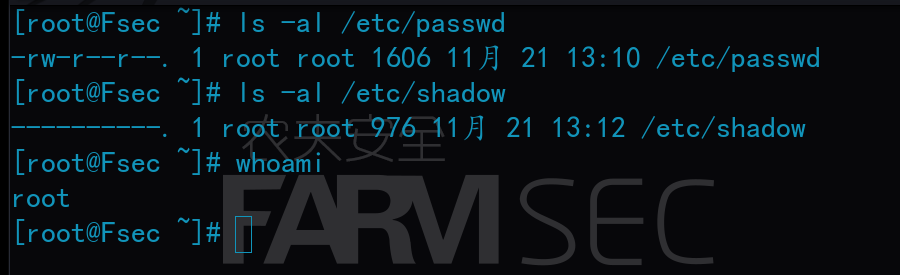 [root@Fsec ~]# ls -al /etc/passwd
-rw-r--r--. 1 root root 1606 11月 21 13:10 /etc/passwd
[root@Fsec ~]# ls -al /etc/shadow
----------. 1 root root 976 11月 21 13:12 /etc/shadow
农夫安全
[root@Fsec ~]# whoami
root
FARMSEC
[root@Fsec ~]#